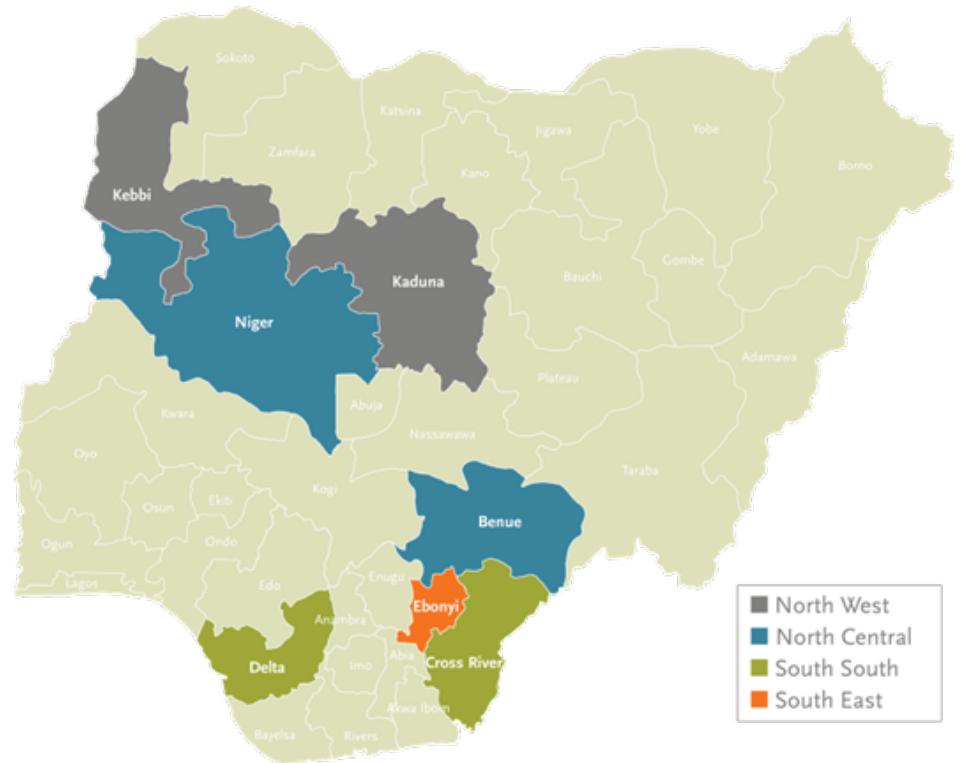 Sokoto
Katsina
Jigawa
Yobe
Zamfara
Kano
Borno
Kebbi
Gombe
Bauchi
Kaduna
Niger
Adamawa
Plateau
Abuja
Kwara
Nassawawa
Oyo
Taraba
Kogi
Ekiti
Osun
Benue
Ondo
Ogun
Enugu
Lagos
Edo
Ebonyi
Anambra
Abia
Cross River
Imo
Delta
Akwa Ibom
Bayelsa
Rivers
North West
North Central
South South
South East